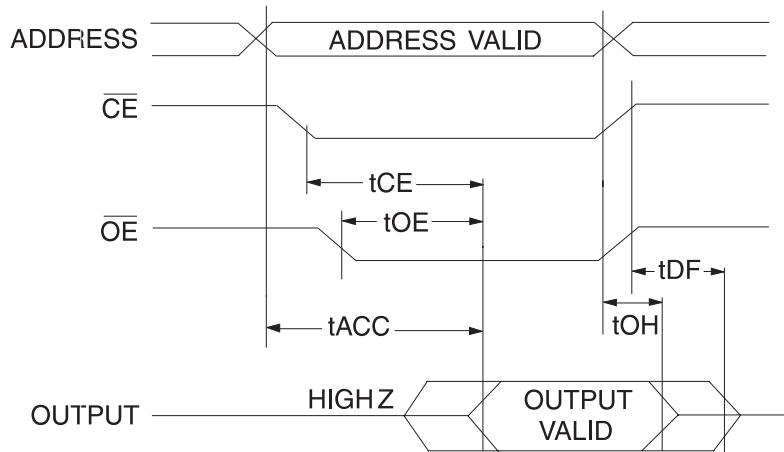 ADDRESS
ADDRESS VALID
CE
tCE
OE
tOE
tDF
tACC
tOH
OUTPUT
HIGH Z
OUTPUT
VALID